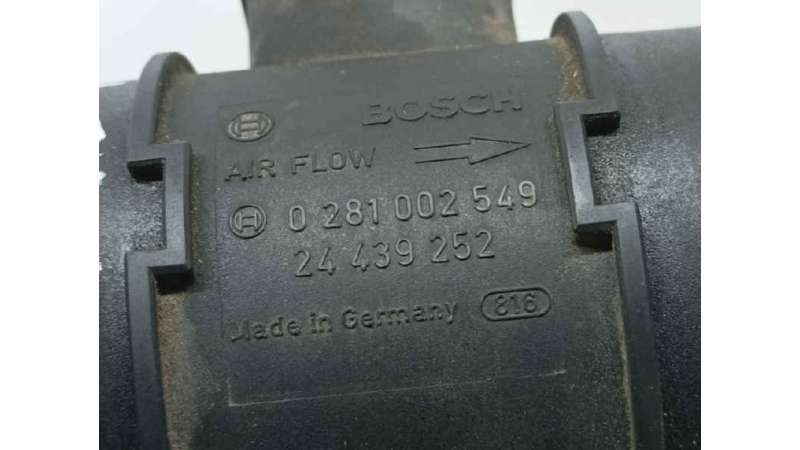 BOSCH
AIR FLOW
0 281 002 549
24 439 252
Made in Germany 816